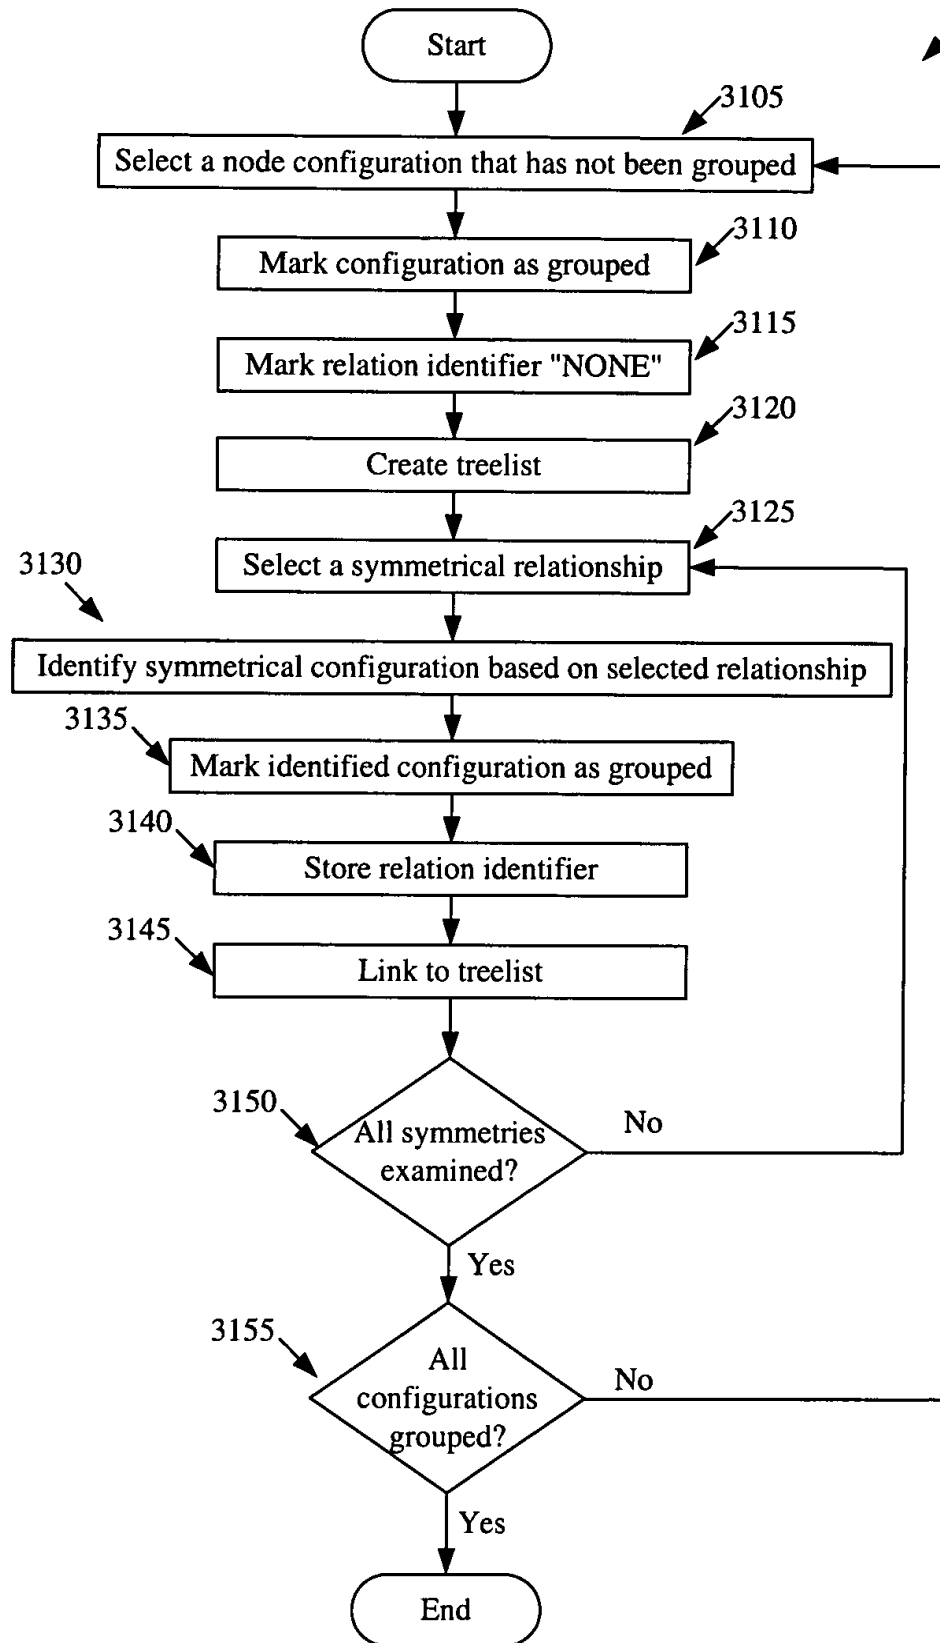 Start
3105
Select a node configuration that has not been grouped
3110
Mark configuration as grouped
3115
Mark relation identifier "NONE"
3120
Create treelist
3125
Select a symmetrical relationship
3130
Identify symmetrical configuration based on selected relationship
3135
Mark identified configuration as grouped
3140
Store relation identifier
3145
Link to treelist
3150
All symmetries
examined?
No
Yes
3155
All
configurations
grouped?
No
Yes
End